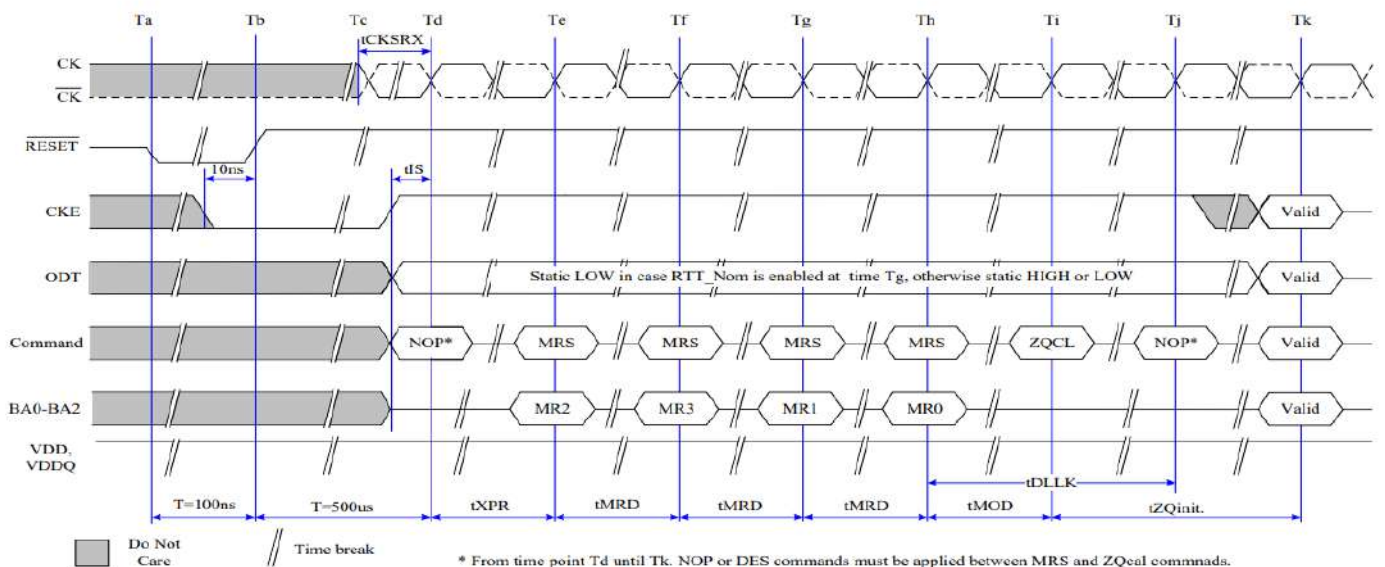 Ta Tb Tc Td Te Tf Tg Th Ti Tj Tk
tCKSRX
CK
CK
RESET
10ns tIS
CKE Valid
ODT Static LOW in case RTT_Nom is enabled at time Tg, otherwise static HIGH or LOW Valid
Command NOP* MRS MRS MRS MRS ZQCL NOP* Valid
BA0-BA2 MR2 MR3 MR1 MR0 Valid
VDD,
VDDQ
tDLLK
T=100ns T=500us tXPR tMRD tMRD tMRD tMOD tZQinit.
Do Not
Care
Time break
* From time point Td until Tk. NOP or DES commands must be applied between MRS and ZQcal commnads.